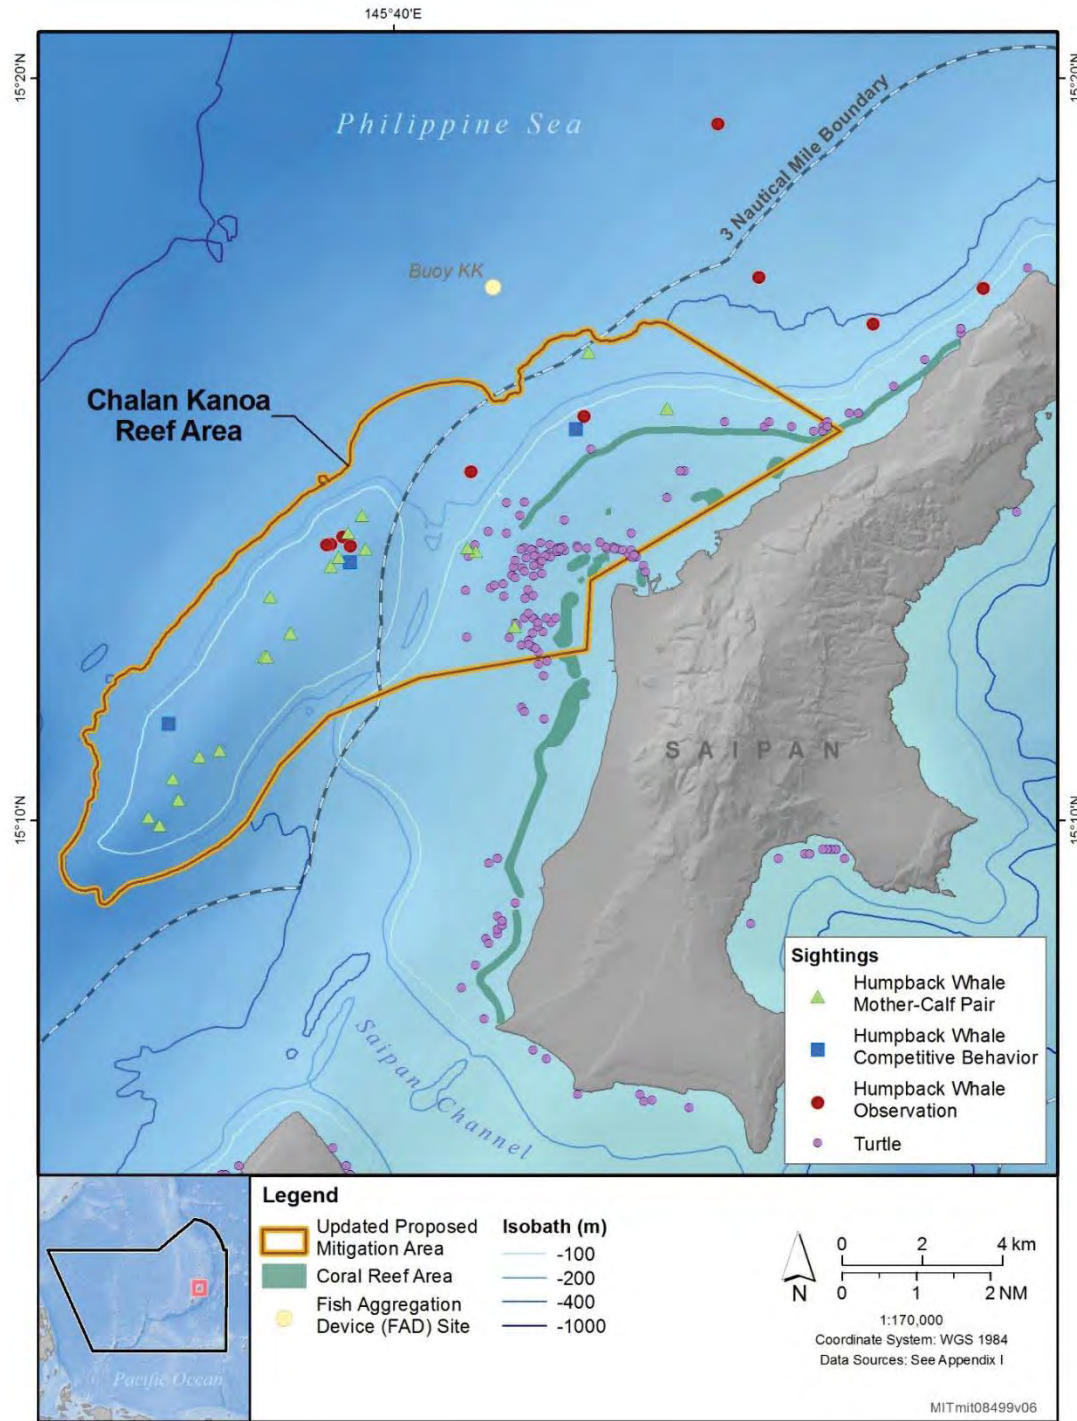 145°40'E
15°20'N
15°20'N
Philippine Sea
3 Nautical Mile Boundary
Buoy KK
Chalan Kanoa
Reef Area
SAIPAN
15°10'N
15°10'N
Saipan Channel
Sightings
Humpback Whale
Mother-Calf Pair
Humpback Whale
Competitive Behavior
Humpback Whale
Observation
Turtle
Pacific Ocean
Legend
Updated Proposed
Mitigation Area
Coral Reef Area
Fish Aggregation
Device (FAD) Site
Isobath (m)
-100
-200
-400
-1000
N
0 2 4 km
0 1 2 NM
1:170,000
Coordinate System: WGS 1984
Data Sources: See Appendix I
MITmit08499v06